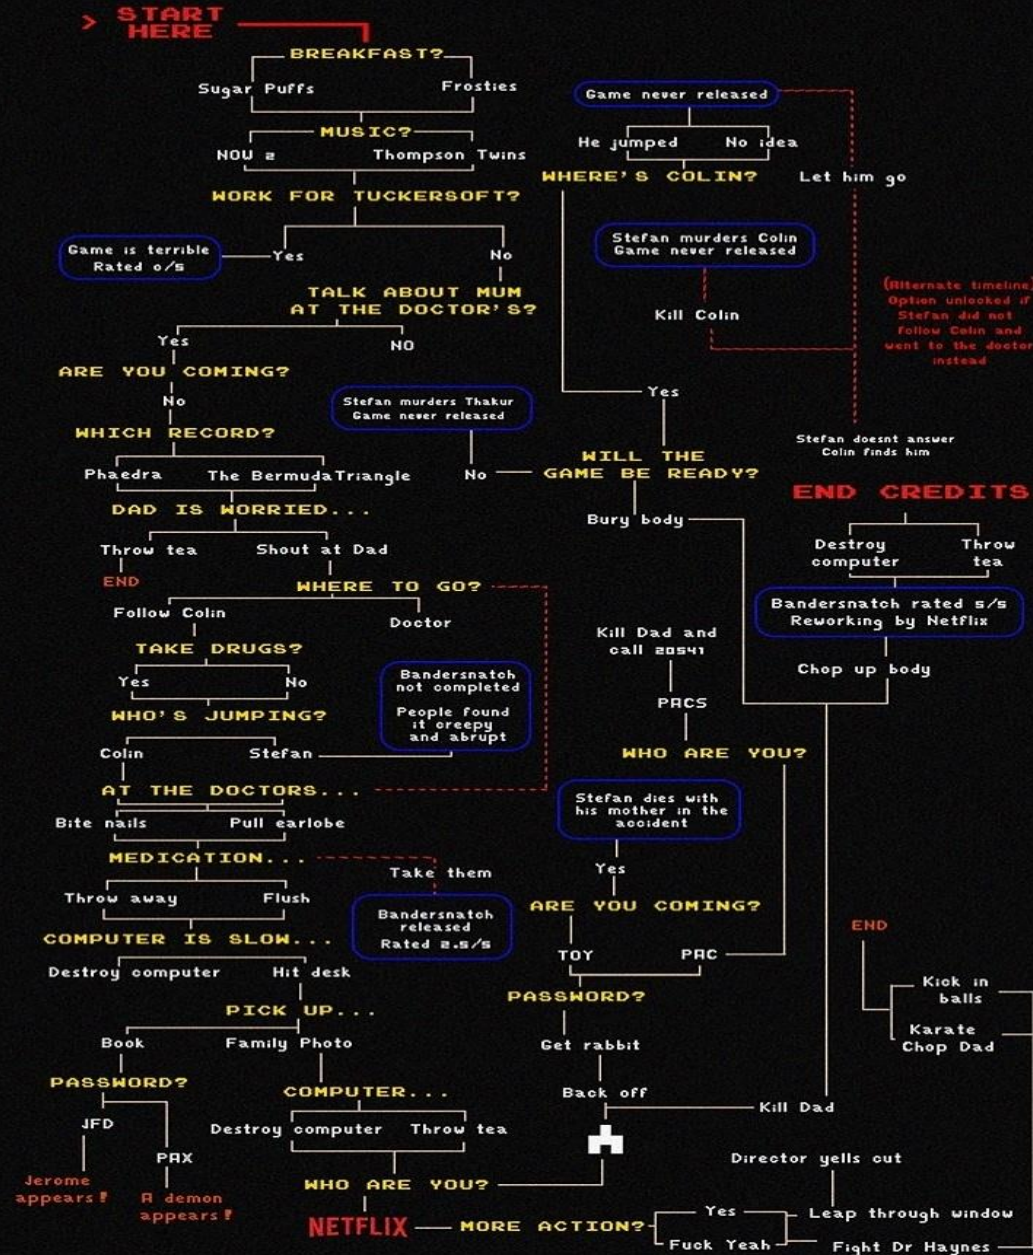 > START
HERE
BREAKFAST?
Sugar Puffs
Frosties
MUSIC?
NOW 2
Thompson Twins
WORK FOR TUCKERSOFT?
Game is terrible
Rated 0/5
Yes
No
TALK ABOUT MUM
AT THE DOCTOR'S?
Yes
NO
ARE YOU COMING?
No
WHICH RECORD?
Phaedra
The BermudaTriangle
DAD IS WORRIED...
Throw tea
Shout at Dad
END
WHERE TO GO?
Follow Colin
Doctor
TAKE DRUGS?
Yes
No
WHO'S JUMPING?
Colin
Stefan
Bandersnatch
not completed
People found
it creepy
and abrupt
AT THE DOCTORS...
Bite nails
Pull earlobe
MEDICATION...
Take them
Throw away
Flush
Bandersnatch
released
Rated 2.5/5
COMPUTER IS SLOW...
Destroy computer
Hit desk
PICK UP...
Book
Family Photo
PASSWORD?
JFD
PAX
Jerome
appears!
A demon
appears!
COMPUTER...
Destroy computer
Throw tea
WHO ARE YOU?
NETFLIX
MORE ACTION?
Yes
Fuck Yeah
Director yells cut
Leap through window
Fight Dr Haynes
END
Kick in
balls
Karate
Chop Dad
Game never released
He jumped
No idea
WHERE'S COLIN?
Let him go
Stefan murders Colin
Game never released
Kill Colin
(Alternate timeline
Option unlocked if
Stefan did not
follow Colin and
went to the doctor
instead
Yes
Stefan murders Thakur
Game never released
No
WILL THE
GAME BE READY?
Bury body
Stefan doesnt answer
Colin finds him
END CREDITS
Destroy
computer
Throw
tea
Bandersnatch rated 5/5
Reworking by Netflix
Chop up body
Kill Dad and
call 20541
PACS
WHO ARE YOU?
Stefan dies with
his mother in the
accident
Yes
ARE YOU COMING?
TOY
PAC
PASSWORD?
Get rabbit
Back off
Kill Dad